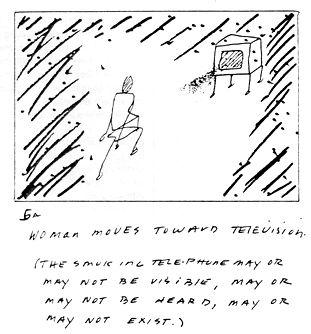 6a
WOMAN MOVES TOWARD TELEVISION.
(THE SMOKING TELEPHONE MAY OR
MAY NOT BE VISIBLE, MAY OR
MAY NOT BE HEARD, MAY OR
MAY NOT EXIST.)